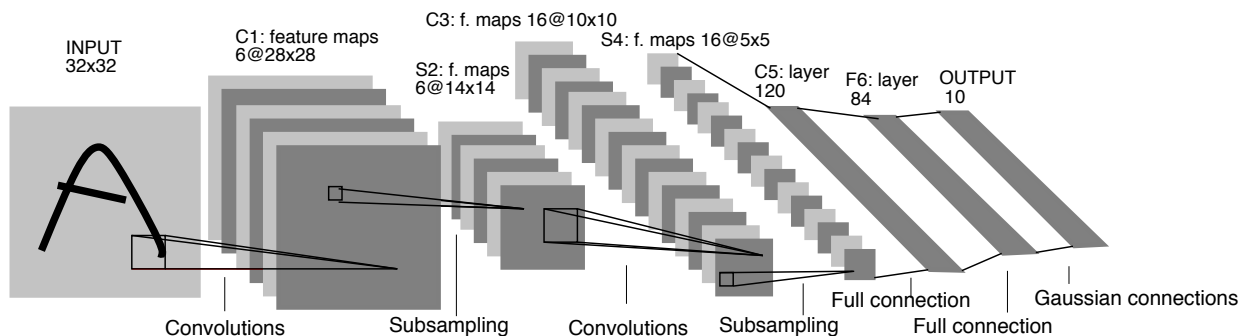 INPUT
32x32
C1: feature maps
6@28x28
S2: f. maps
6@14x14
C3: f. maps 16@10x10
S4: f. maps 16@5x5
C5: layer
120
F6: layer
84
OUTPUT
10
Convolutions
Subsampling
Convolutions
Subsampling
Full connection
Full connection
Gaussian connections